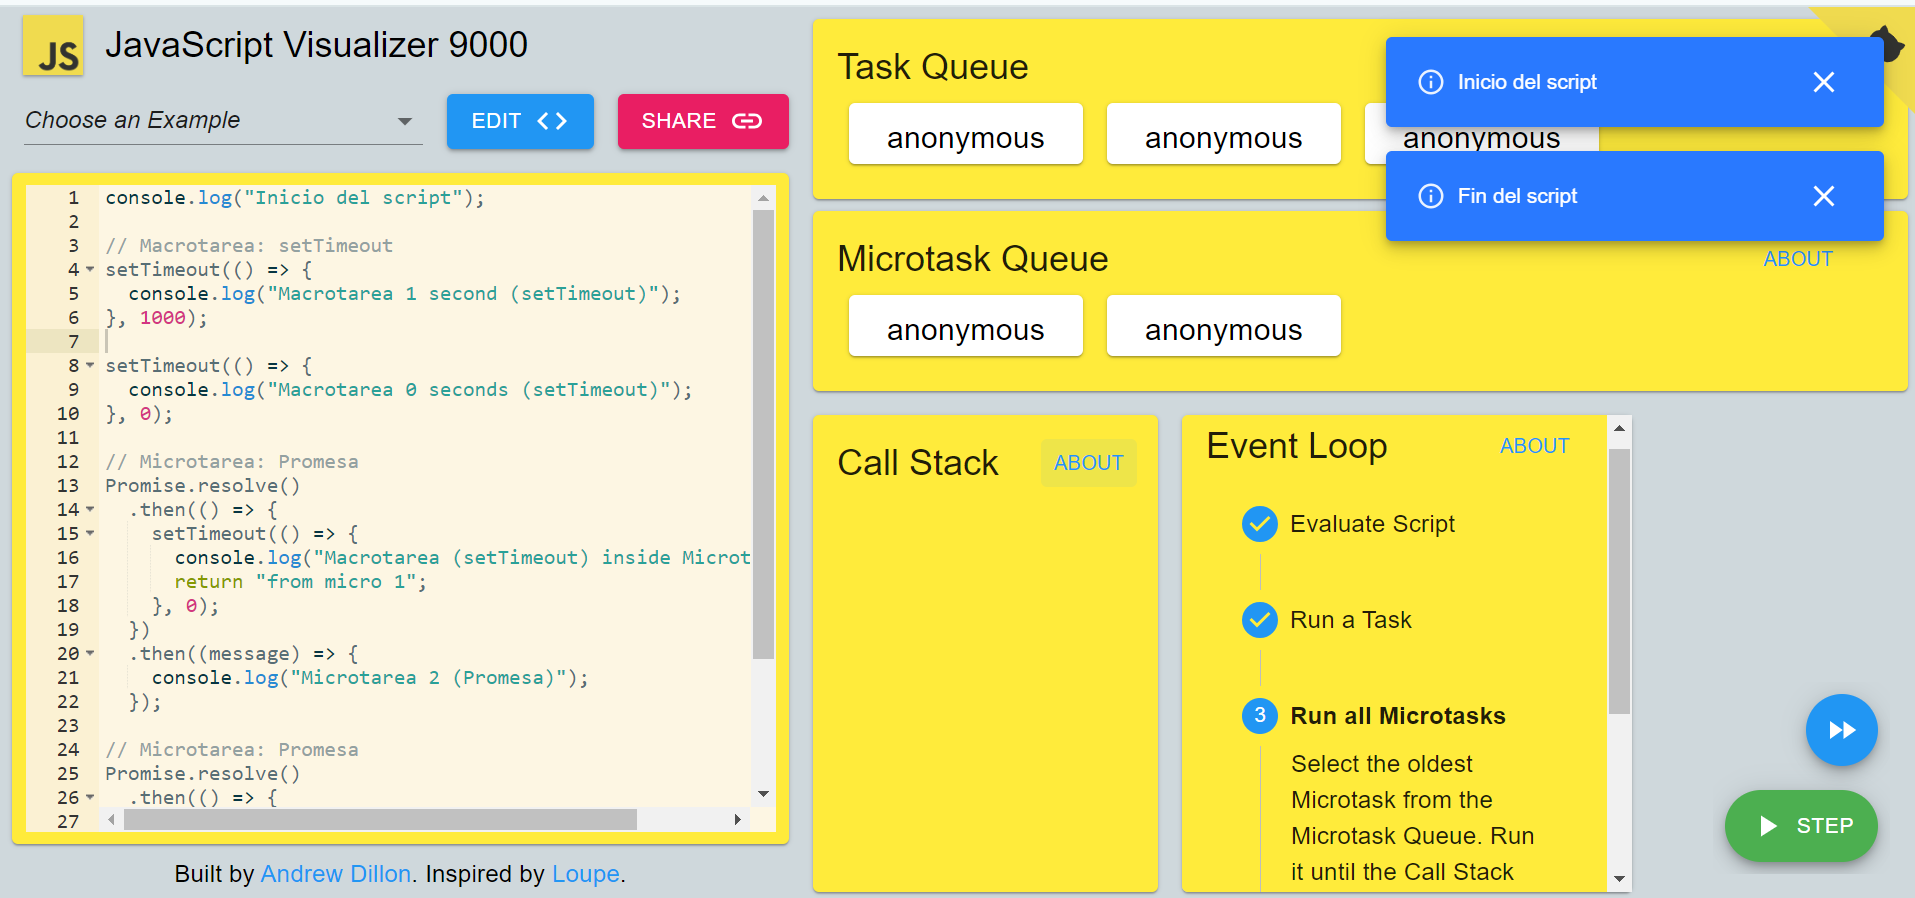 JS JavaScript Visualizer 9000
Choose an Example
EDIT
SHARE
1 console.log("Inicio del script");
2
3 // Macrotarea: setTimeout
4 setTimeout(() => {
5 console.log("Macrotarea 1 second (setTimeout)");
6 }, 1000);
7
8 setTimeout(() => {
9 console.log("Macrotarea 0 seconds (setTimeout)");
10 }, 0);
11
12 // Microtarea: Promesa
13 Promise.resolve()
14 .then(() => {
15 setTimeout(() => {
16 console.log("Macrotarea (setTimeout) inside Microt
17 return "from micro 1";
18 }, 0);
19 })
20 .then((message) => {
21 console.log("Microtarea 2 (Promesa)");
22 });
23
24 // Microtarea: Promesa
25 Promise.resolve()
26 .then(() => {
27
Built by Andrew Dillon. Inspired by Loupe.
Task Queue
anonymous
anonymous
anonymous
Inicio del script
Fin del script
Microtask Queue
ABOUT
anonymous
anonymous
Call Stack
ABOUT
Event Loop
ABOUT
Evaluate Script
Run a Task
3 Run all Microtasks
Select the oldest
Microtask from the
Microtask Queue. Run
it until the Call Stack
STEP